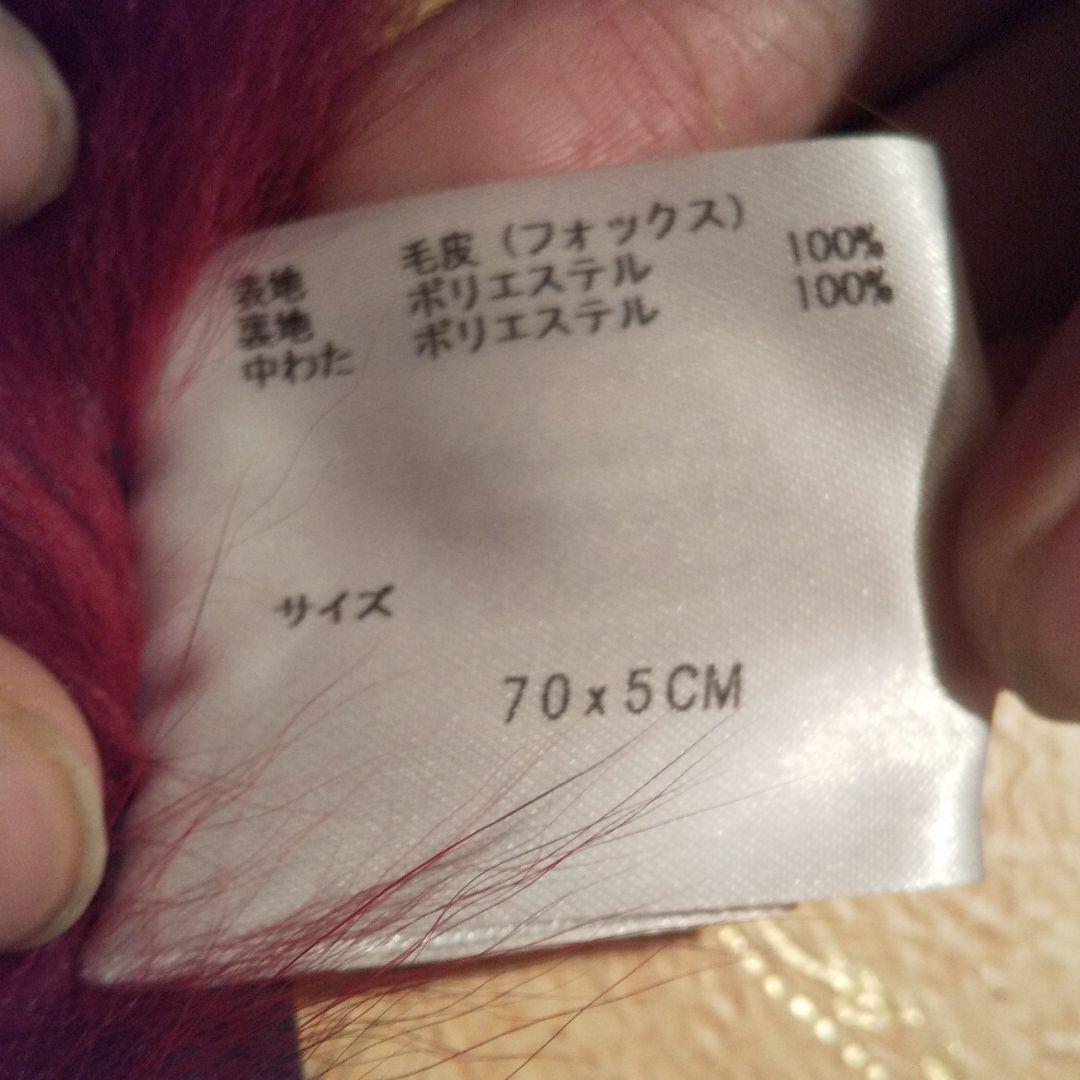 表地 毛皮 (フォックス)
裏地 ポリエステル 100%
中わた ポリエステル 100%
サイズ
70x5CM